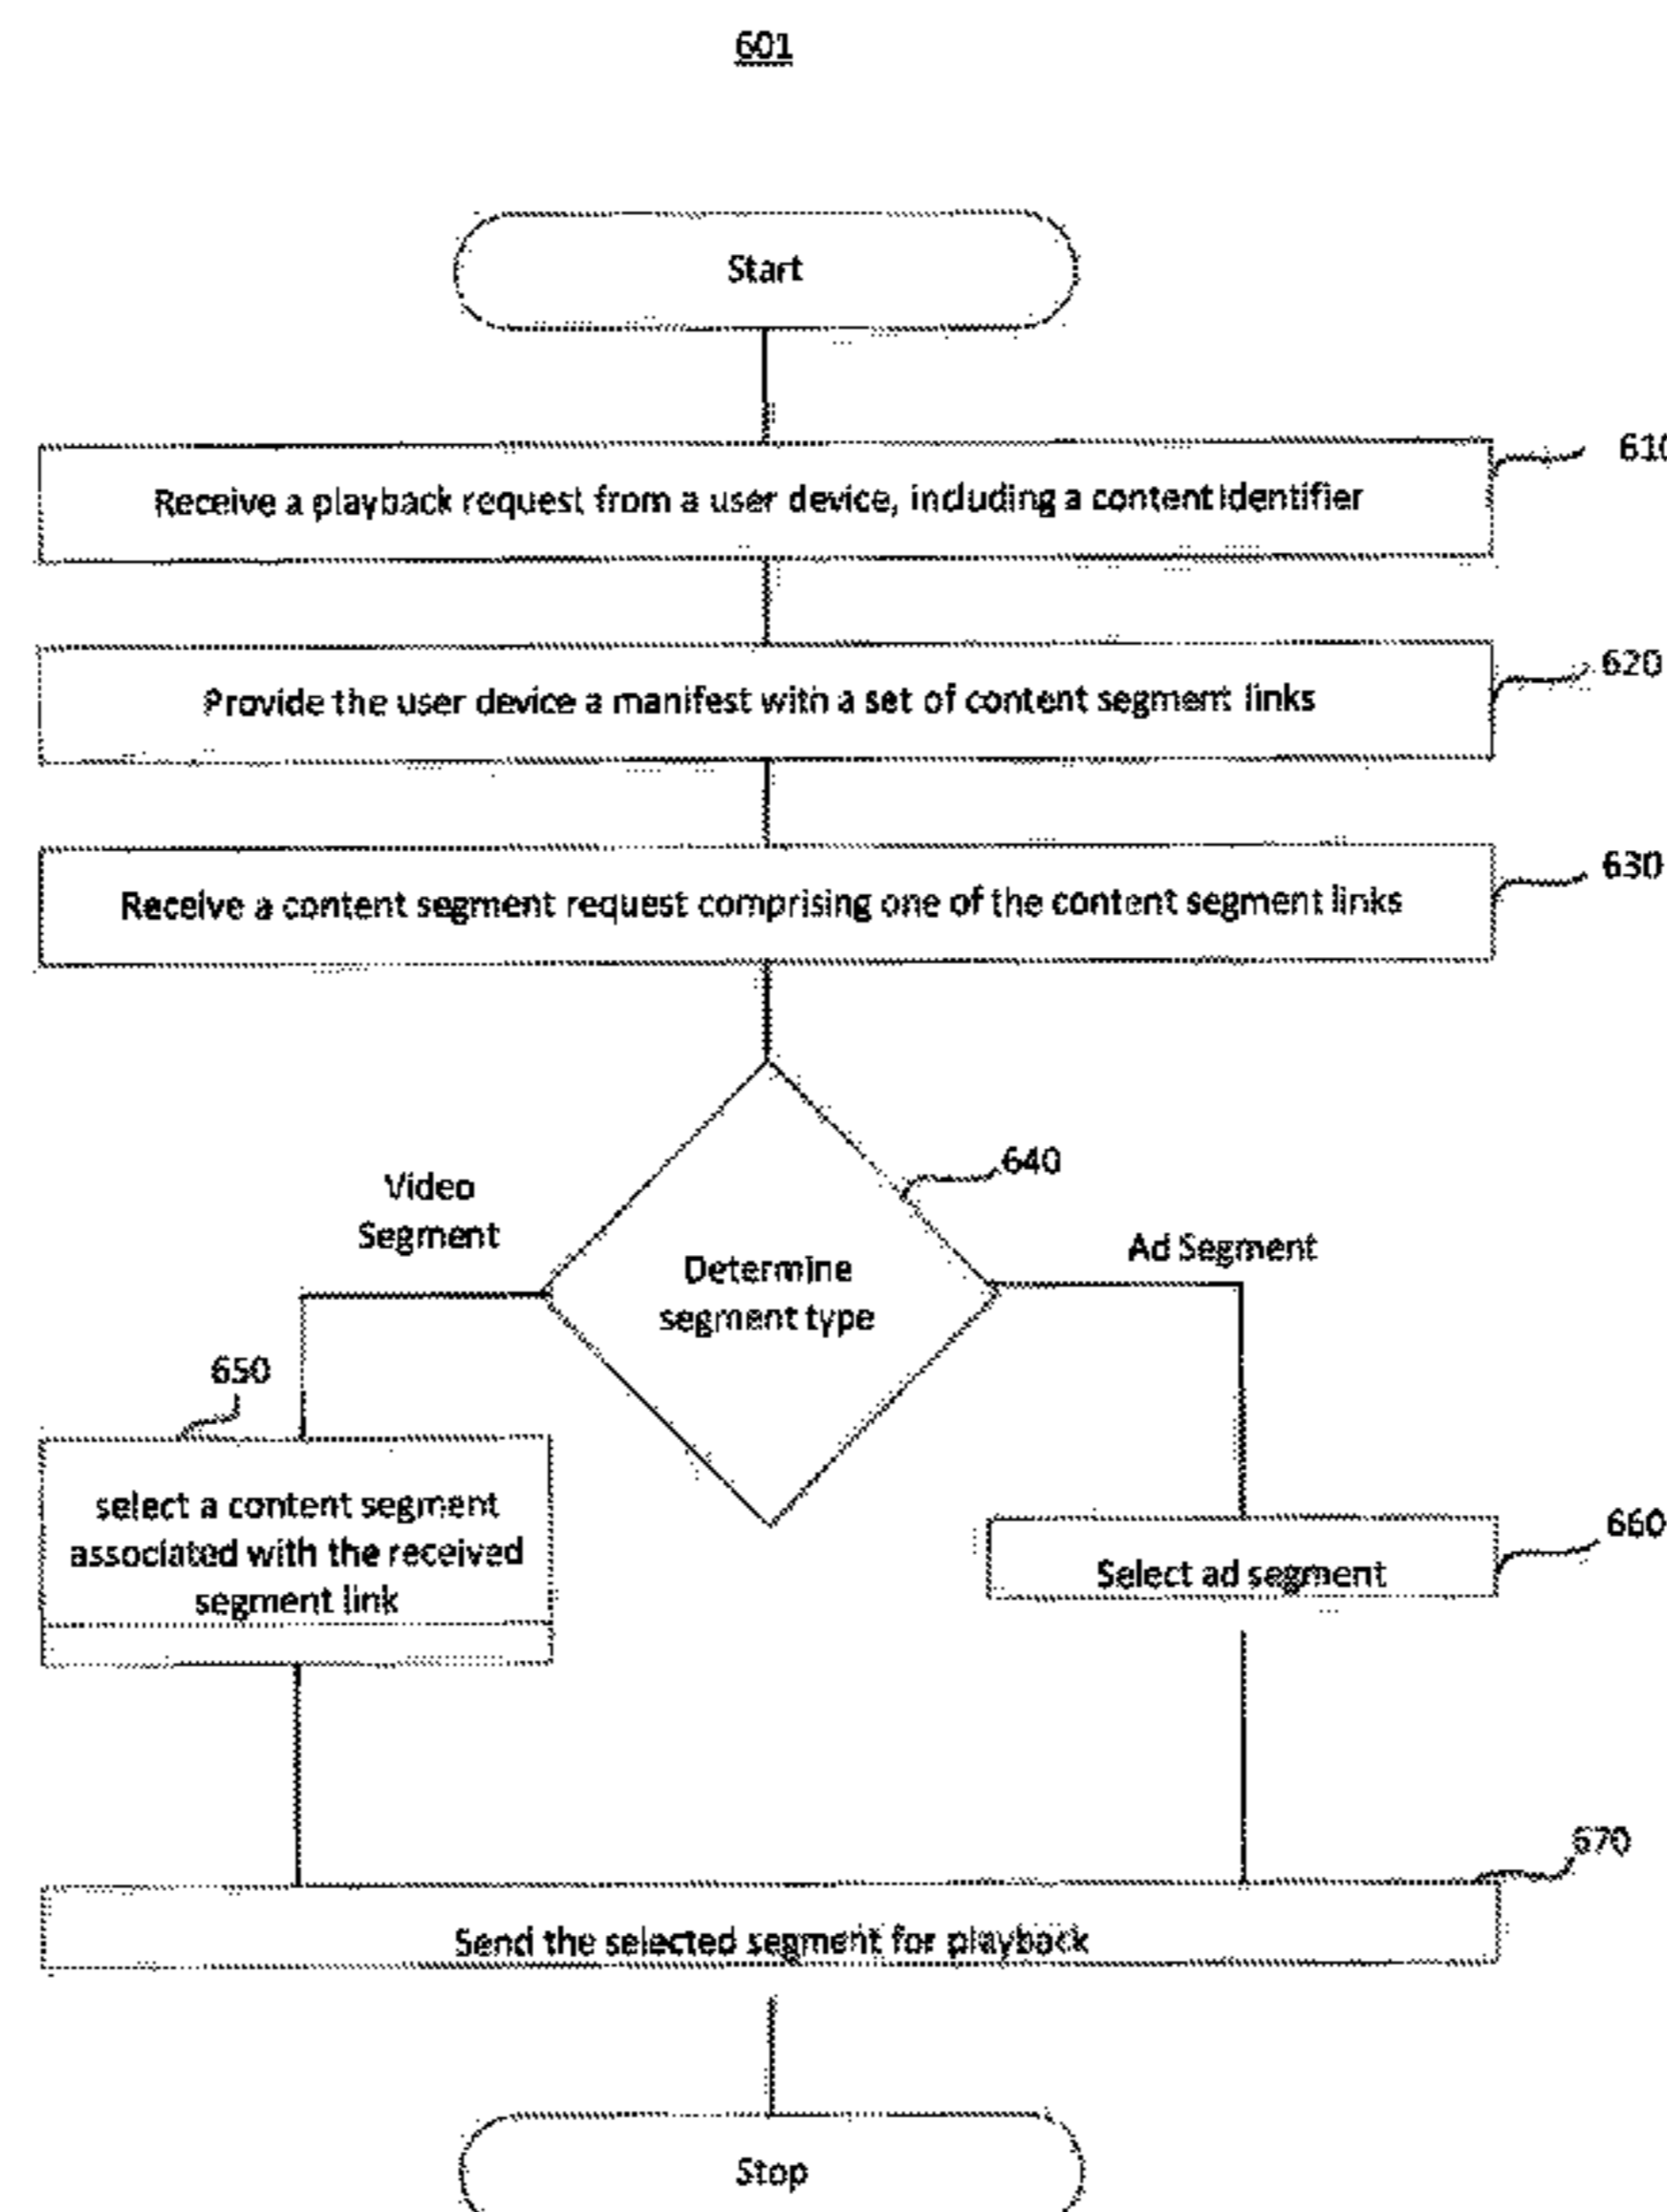 601
Start
610
Receive a playback request from a user device, including a content identifier
620
Provide the user device a manifest with a set of content segment links
630
Receive a content segment request comprising one of the content segment links
640
Video
Segment
Ad Segment
Determine
segment type
650
select a content segment
associated with the received
segment link
660
Select ad segment
670
Send the selected segment for playback
Stop